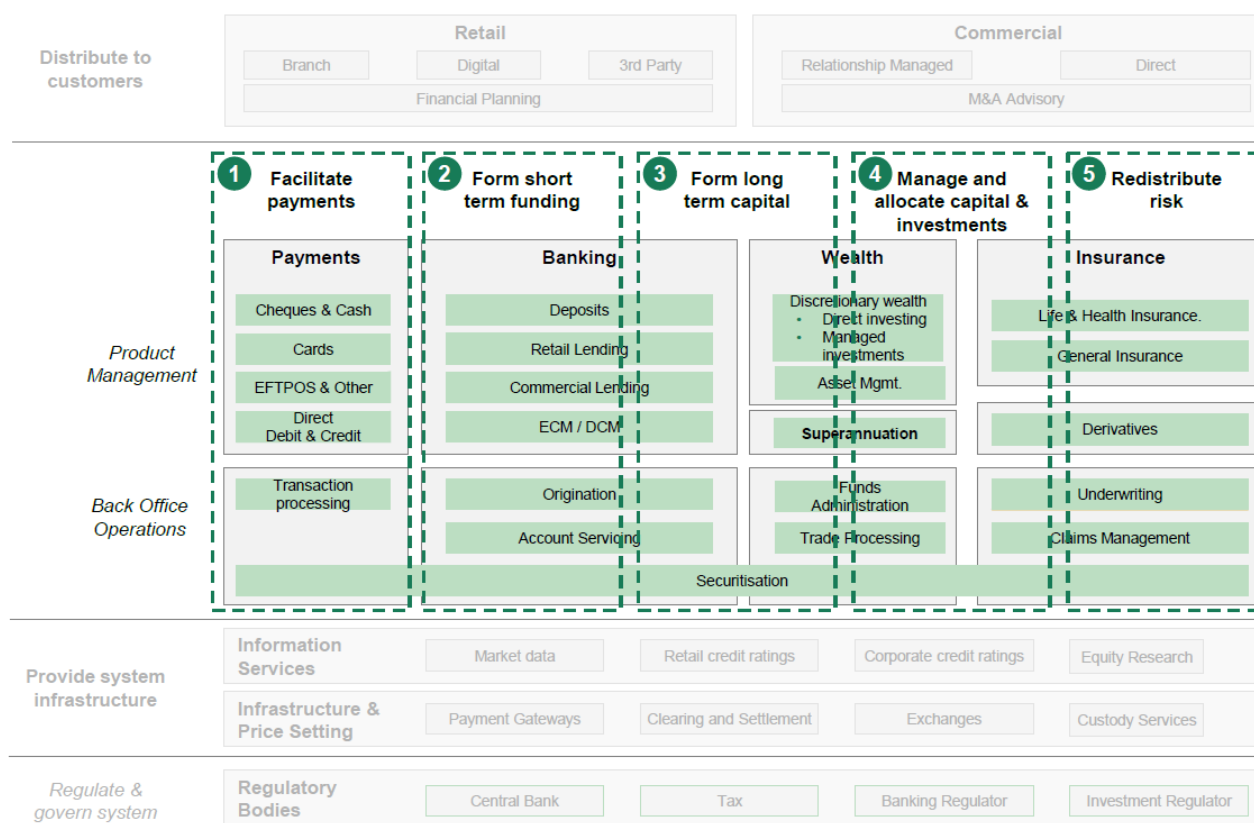 Distribute to
customers
Retail
Branch
Digital
3rd Party
Financial Planning
Commercial
Relationship Managed
Direct
M&A Advisory
1 Facilitate
payments
2 Form short
term funding
3 Form long
term capital
4 Manage and
allocate capital &
investments
5 Redistribute
risk
Product
Management
Payments
Cheques & Cash
Cards
EFTPOS & Other
Direct
Debit & Credit
Banking
Deposits
Retail Lending
Commercial Lending
ECM / DCM
Wealth
Discretionary wealth
• Direct investing
• Managed
investments
Asset Mgmt.
Superannuation
Insurance
Life & Health Insurance.
General Insurance
Derivatives
Back Office
Operations
Transaction
processing
Origination
Account Servicing
Funds
Administration
Trade Processing
Underwriting
Claims Management
Securitisation
Provide system
infrastructure
Information
Services
Market data
Retail credit ratings
Corporate credit ratings
Equity Research
Infrastructure &
Price Setting
Payment Gateways
Clearing and Settlement
Exchanges
Custody Services
Regulate &
govern system
Regulatory
Bodies
Central Bank
Tax
Banking Regulator
Investment Regulator